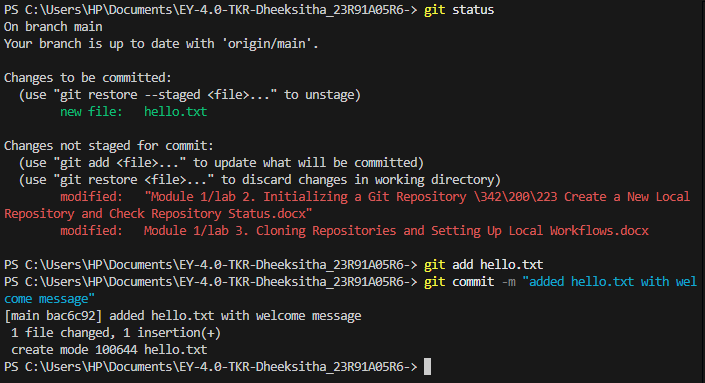 PS C:\Users\HP\Documents\EY-4.0-TKR-Dheeksitha_23R91A05R6-> git status
On branch main
Your branch is up to date with 'origin/main'.
Changes to be committed:
  (use "git restore --staged <file>..." to unstage)
        new file:   hello.txt
Changes not staged for commit:
  (use "git add <file>..." to update what will be committed)
  (use "git restore <file>..." to discard changes in working directory)
        modified:   "Module 1/lab 2. Initializing a Git Repository \342\200\223 Create a New Local
Repository and Check Repository Status.docx"
        modified:   Module 1/lab 3. Cloning Repositories and Setting Up Local Workflows.docx
PS C:\Users\HP\Documents\EY-4.0-TKR-Dheeksitha_23R91A05R6-> git add hello.txt
PS C:\Users\HP\Documents\EY-4.0-TKR-Dheeksitha_23R91A05R6-> git commit -m "added hello.txt with wel
come message"
[main bac6c92] added hello.txt with welcome message
 1 file changed, 1 insertion(+)
 create mode 100644 hello.txt
PS C:\Users\HP\Documents\EY-4.0-TKR-Dheeksitha_23R91A05R6->